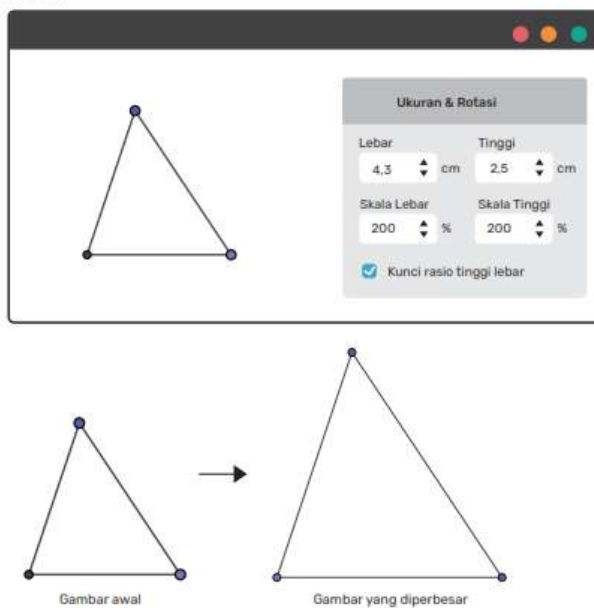 Ukuran & Rotasi
Lebar Tinggi
4,3 cm 2,5 cm
Skala Lebar Skala Tinggi
200 % 200 %
Kunci rasio tinggi lebar
Gambar awal Gambar yang diperbesar